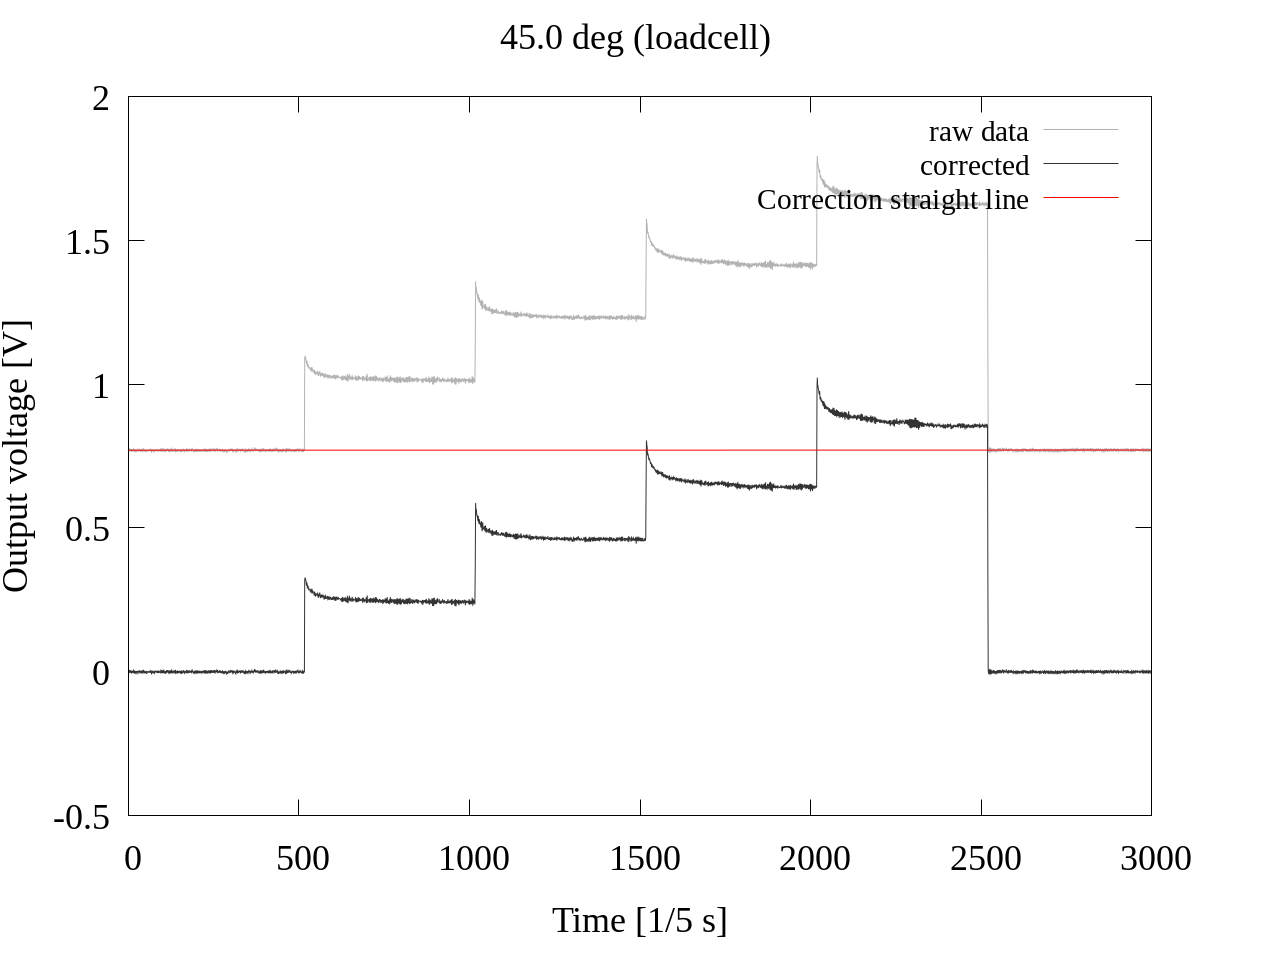 45.0 deg (loadcell)
2
1.5
1
0.5
0
-0.5
Output voltage [V]
raw data
corrected
Correction straight line
0 500 1000 1500 2000 2500 3000
Time [1/5 s]